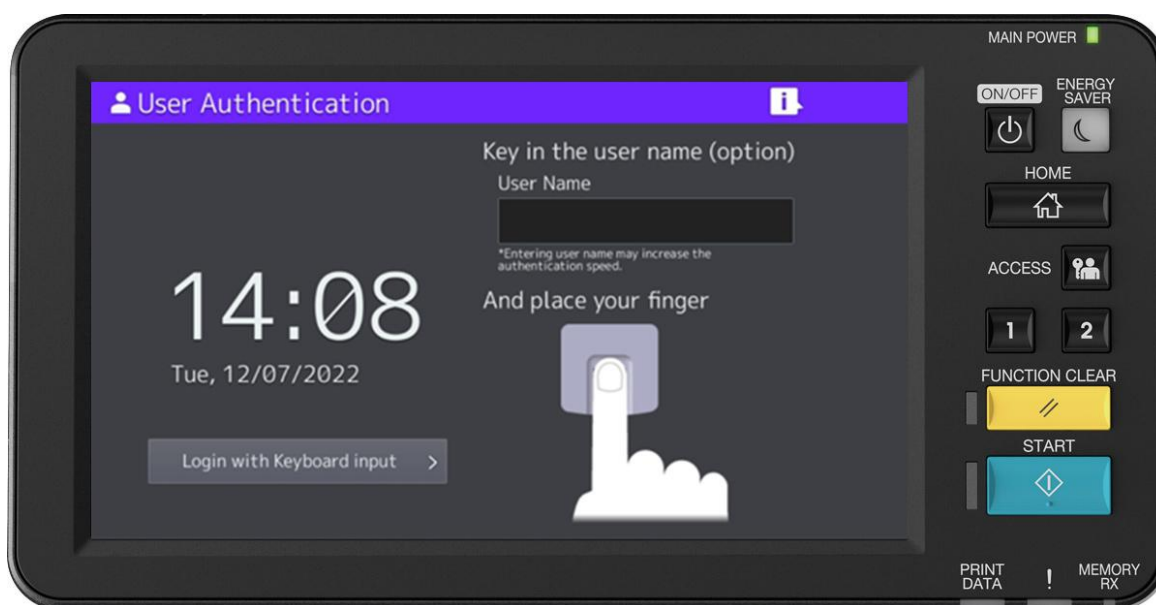 MAIN POWER
User Authentication
i
ON/OFF
ENERGY
SAVER
Key in the user name (option)
User Name
HOME
*Entering user name may increase the
authentication speed.
ACCESS
14:08
And place your finger
1 2
Tue, 12/07/2022
FUNCTION CLEAR
START
Login with Keyboard input >
PRINT
DATA
!
MEMORY
RX